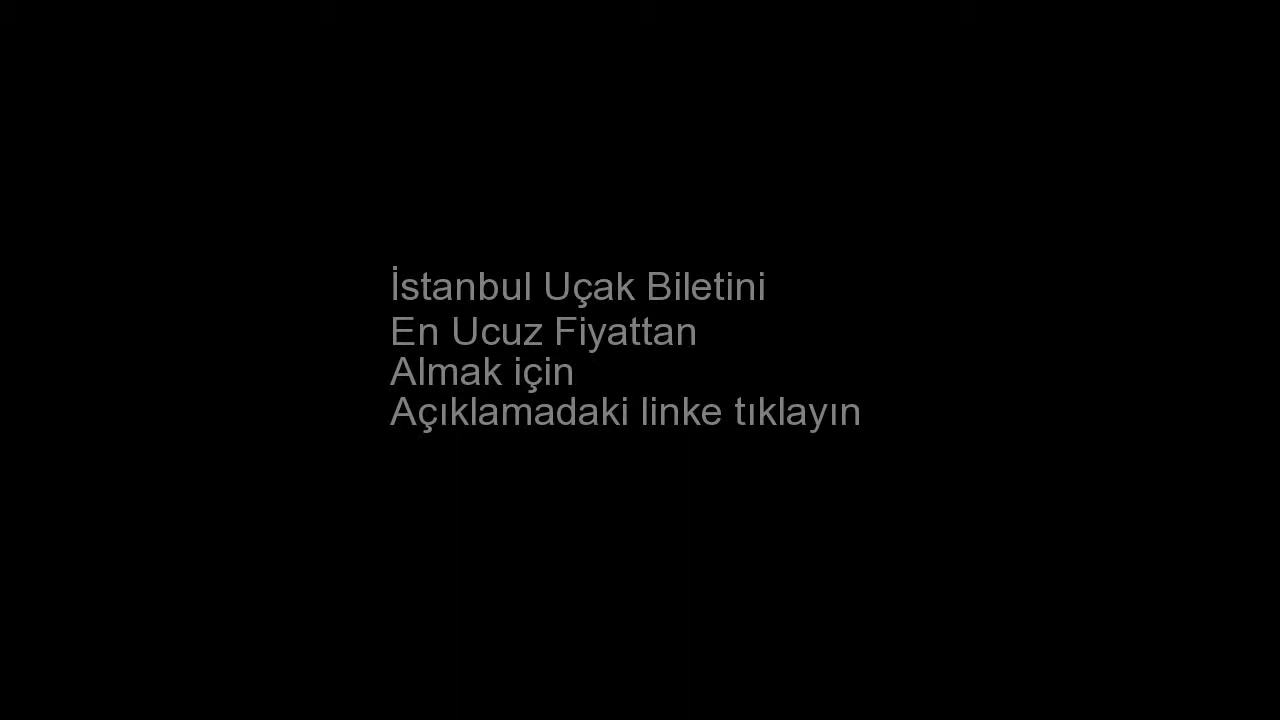 İstanbul Uçak Biletini
En Ucuz Fiyattan
Almak için
Açıklamadaki linke tıklayın